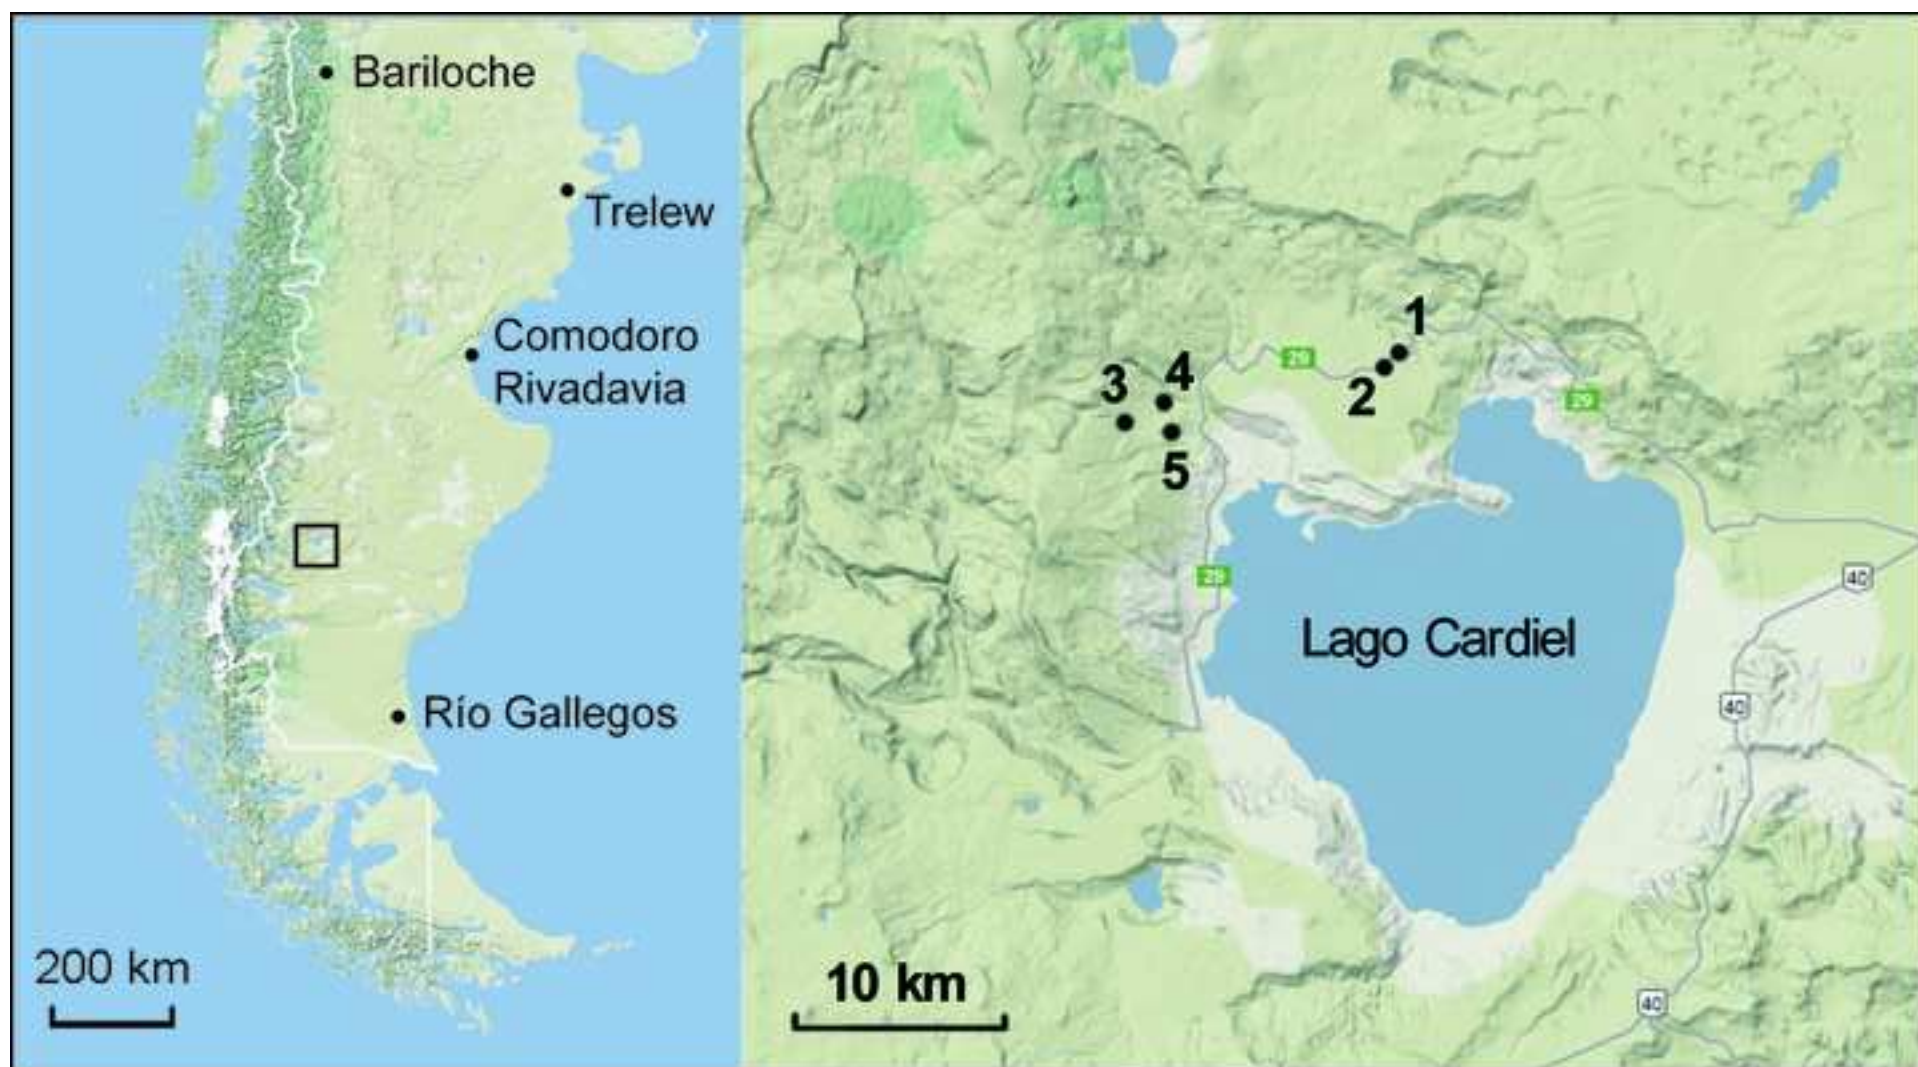 Bariloche
Trelew
Comodoro
Rivadavia
Río Gallegos
200 km
1
29
2
3
4
5
29
29
Lago Cardiel
40
40
10 km
40